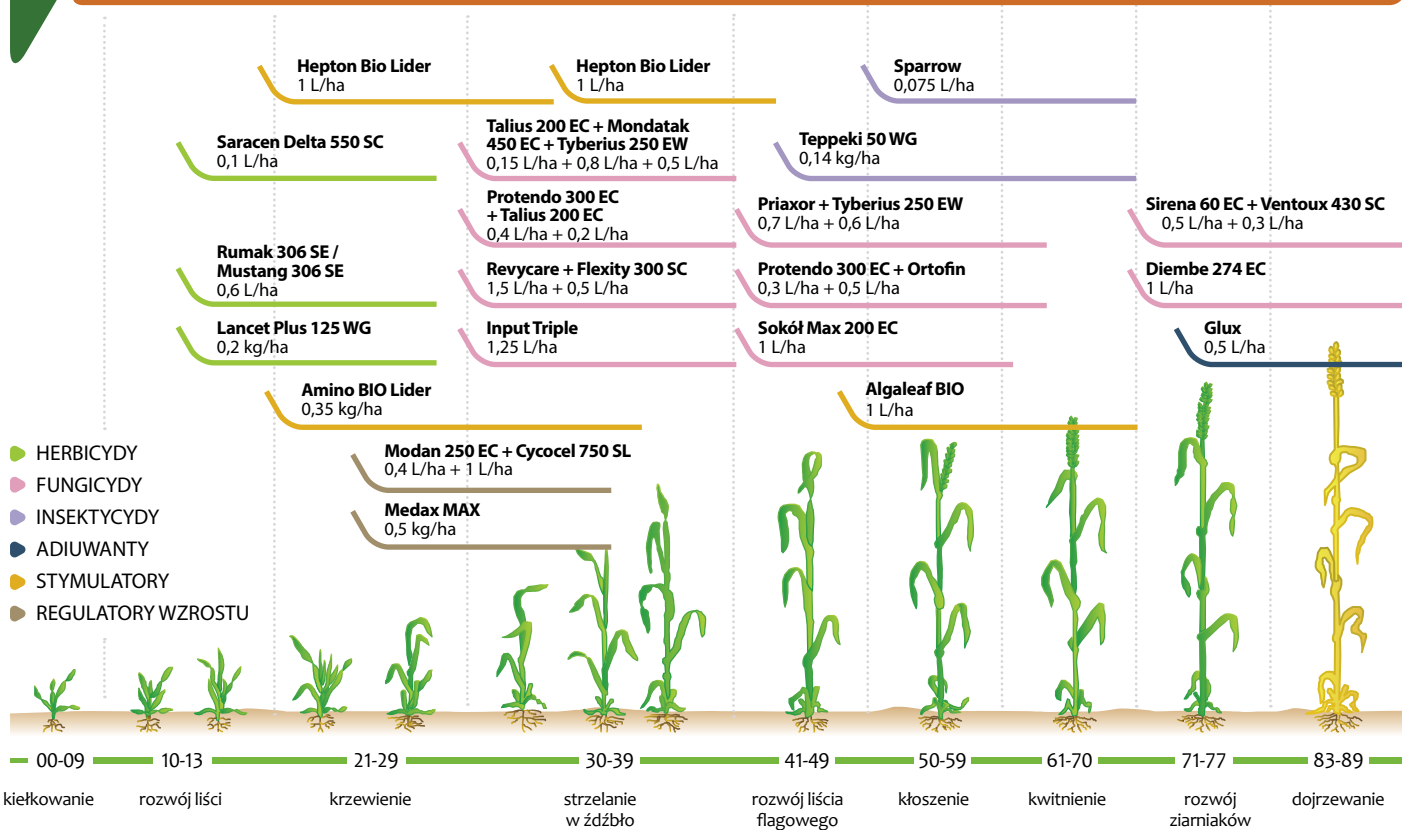 Hepton Bio Lider
1 L/ha
Hepton Bio Lider
1 L/ha
Sparrow
0,075 L/ha
Saracen Delta 550 SC
0,1 L/ha
Talius 200 EC + Mondatak
450 EC + Tyberius 250 EW
0,15 L/ha + 0,8 L/ha + 0,5 L/ha
Teppeki 50 WG
0,14 kg/ha
Protendo 300 EC
+ Talius 200 EC
0,4 L/ha + 0,2 L/ha
Priaxor + Tyberius 250 EW
0,7 L/ha + 0,6 L/ha
Sirena 60 EC + Ventoux 430 SC
0,5 L/ha + 0,3 L/ha
Rumak 306 SE /
Mustang 306 SE
0,6 L/ha
Revycare + Flexity 300 SC
1,5 L/ha + 0,5 L/ha
Protendo 300 EC + Ortofin
0,3 L/ha + 0,5 L/ha
Diembe 274 EC
1 L/ha
Lancet Plus 125 WG
0,2 kg/ha
Input Triple
1,25 L/ha
Sokół Max 200 EC
1 L/ha
Glux
0,5 L/ha
Amino BIO Lider
0,35 kg/ha
Algaleaf BIO
1 L/ha
Modan 250 EC + Cycocel 750 SL
0,4 L/ha + 1 L/ha
Medax MAX
0,5 kg/ha
HERBICYDY
FUNGICYDY
INSEKTYCYDY
ADIUWANTY
STYMULATORY
REGULATORY WZROSTU
00-09
10-13
21-29
30-39
41-49
50-59
61-70
71-77
83-89
kiełkowanie
rozwój liści
krzewienie
strzelanie
w źdźbło
rozwój liścia
flagowego
kłoszenie
kwitnienie
rozwój
ziarniaków
dojrzewanie